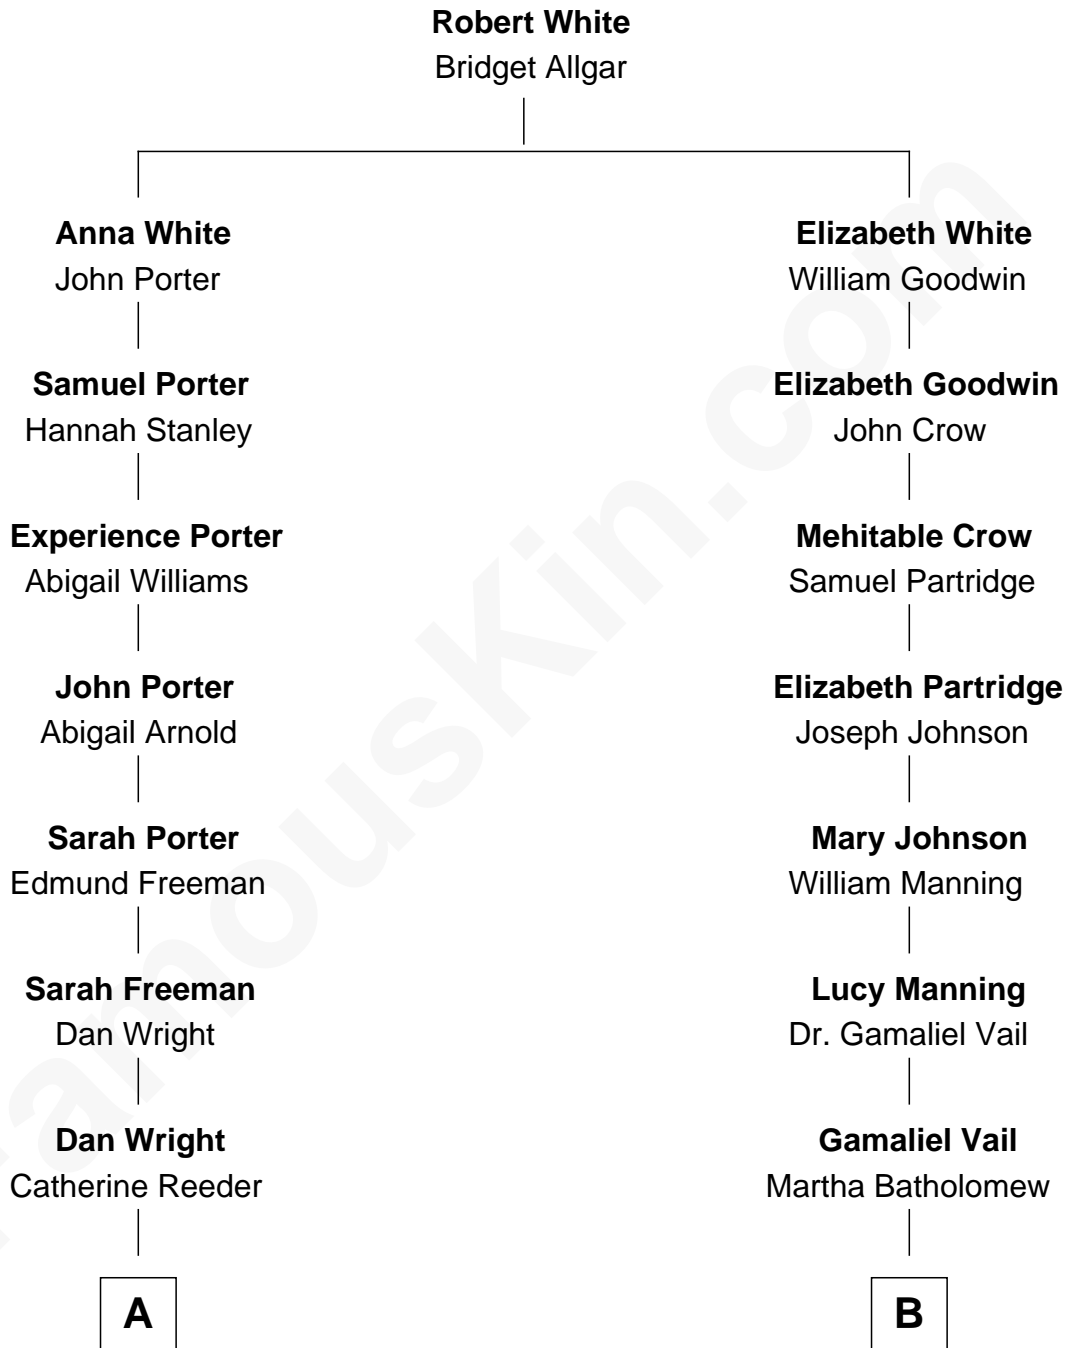 Robert White
Bridget Allgar
Anna White
John Porter
Samuel Porter
Hannah Stanley
Experience Porter
Abigail Williams
John Porter
Abigail Arnold
Sarah Porter
Edmund Freeman
Sarah Freeman
Dan Wright
Dan Wright
Catherine Reeder
A
Elizabeth White
William Goodwin
Elizabeth Goodwin
John Crow
Mehitable Crow
Samuel Partridge
Elizabeth Partridge
Joseph Johnson
Mary Johnson
William Manning
Lucy Manning
Dr. Gamaliel Vail
Gamaliel Vail
Martha Batholomew
B
FamousKin.com